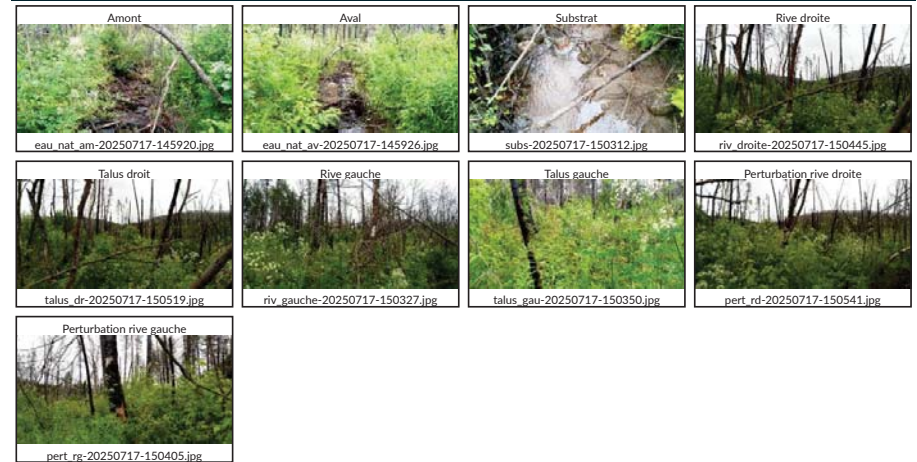 Amont
eau_nat_am-20250717-145920.jpg
Aval
eau_nat_av-20250717-145926.jpg
Substrat
subs-20250717-150312.jpg
Rive droite
riv_droite-20250717-150445.jpg
Talus droit
talus_dr-20250717-150519.jpg
Rive gauche
riv_gauche-20250717-150327.jpg
Talus gauche
talus_gau-20250717-150350.jpg
Perturbation rive droite
pert_rd-20250717-150541.jpg
Perturbation rive gauche
pert_rg-20250717-150405.jpg